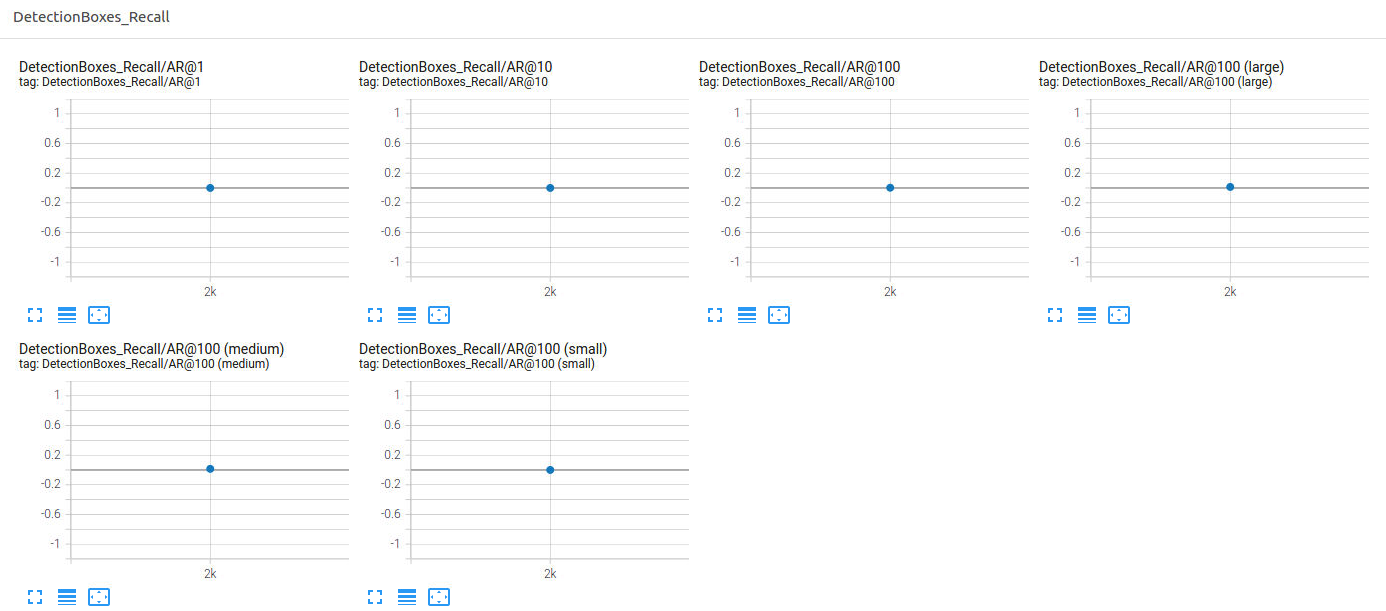 DetectionBoxes_Recall
DetectionBoxes_Recall/AR@1
tag: DetectionBoxes_Recall/AR@1
1
0.6
0.2
-0.2
-0.6
-1
2k
DetectionBoxes_Recall/AR@10
tag: DetectionBoxes_Recall/AR@10
1
0.6
0.2
-0.2
-0.6
-1
2k
DetectionBoxes_Recall/AR@100
tag: DetectionBoxes_Recall/AR@100
1
0.6
0.2
-0.2
-0.6
-1
2k
DetectionBoxes_Recall/AR@100 (large)
tag: DetectionBoxes_Recall/AR@100 (large)
1
0.6
0.2
-0.2
-0.6
-1
2k
DetectionBoxes_Recall/AR@100 (medium)
tag: DetectionBoxes_Recall/AR@100 (medium)
1
0.6
0.2
-0.2
-0.6
-1
2k
DetectionBoxes_Recall/AR@100 (small)
tag: DetectionBoxes_Recall/AR@100 (small)
1
0.6
0.2
-0.2
-0.6
-1
2k